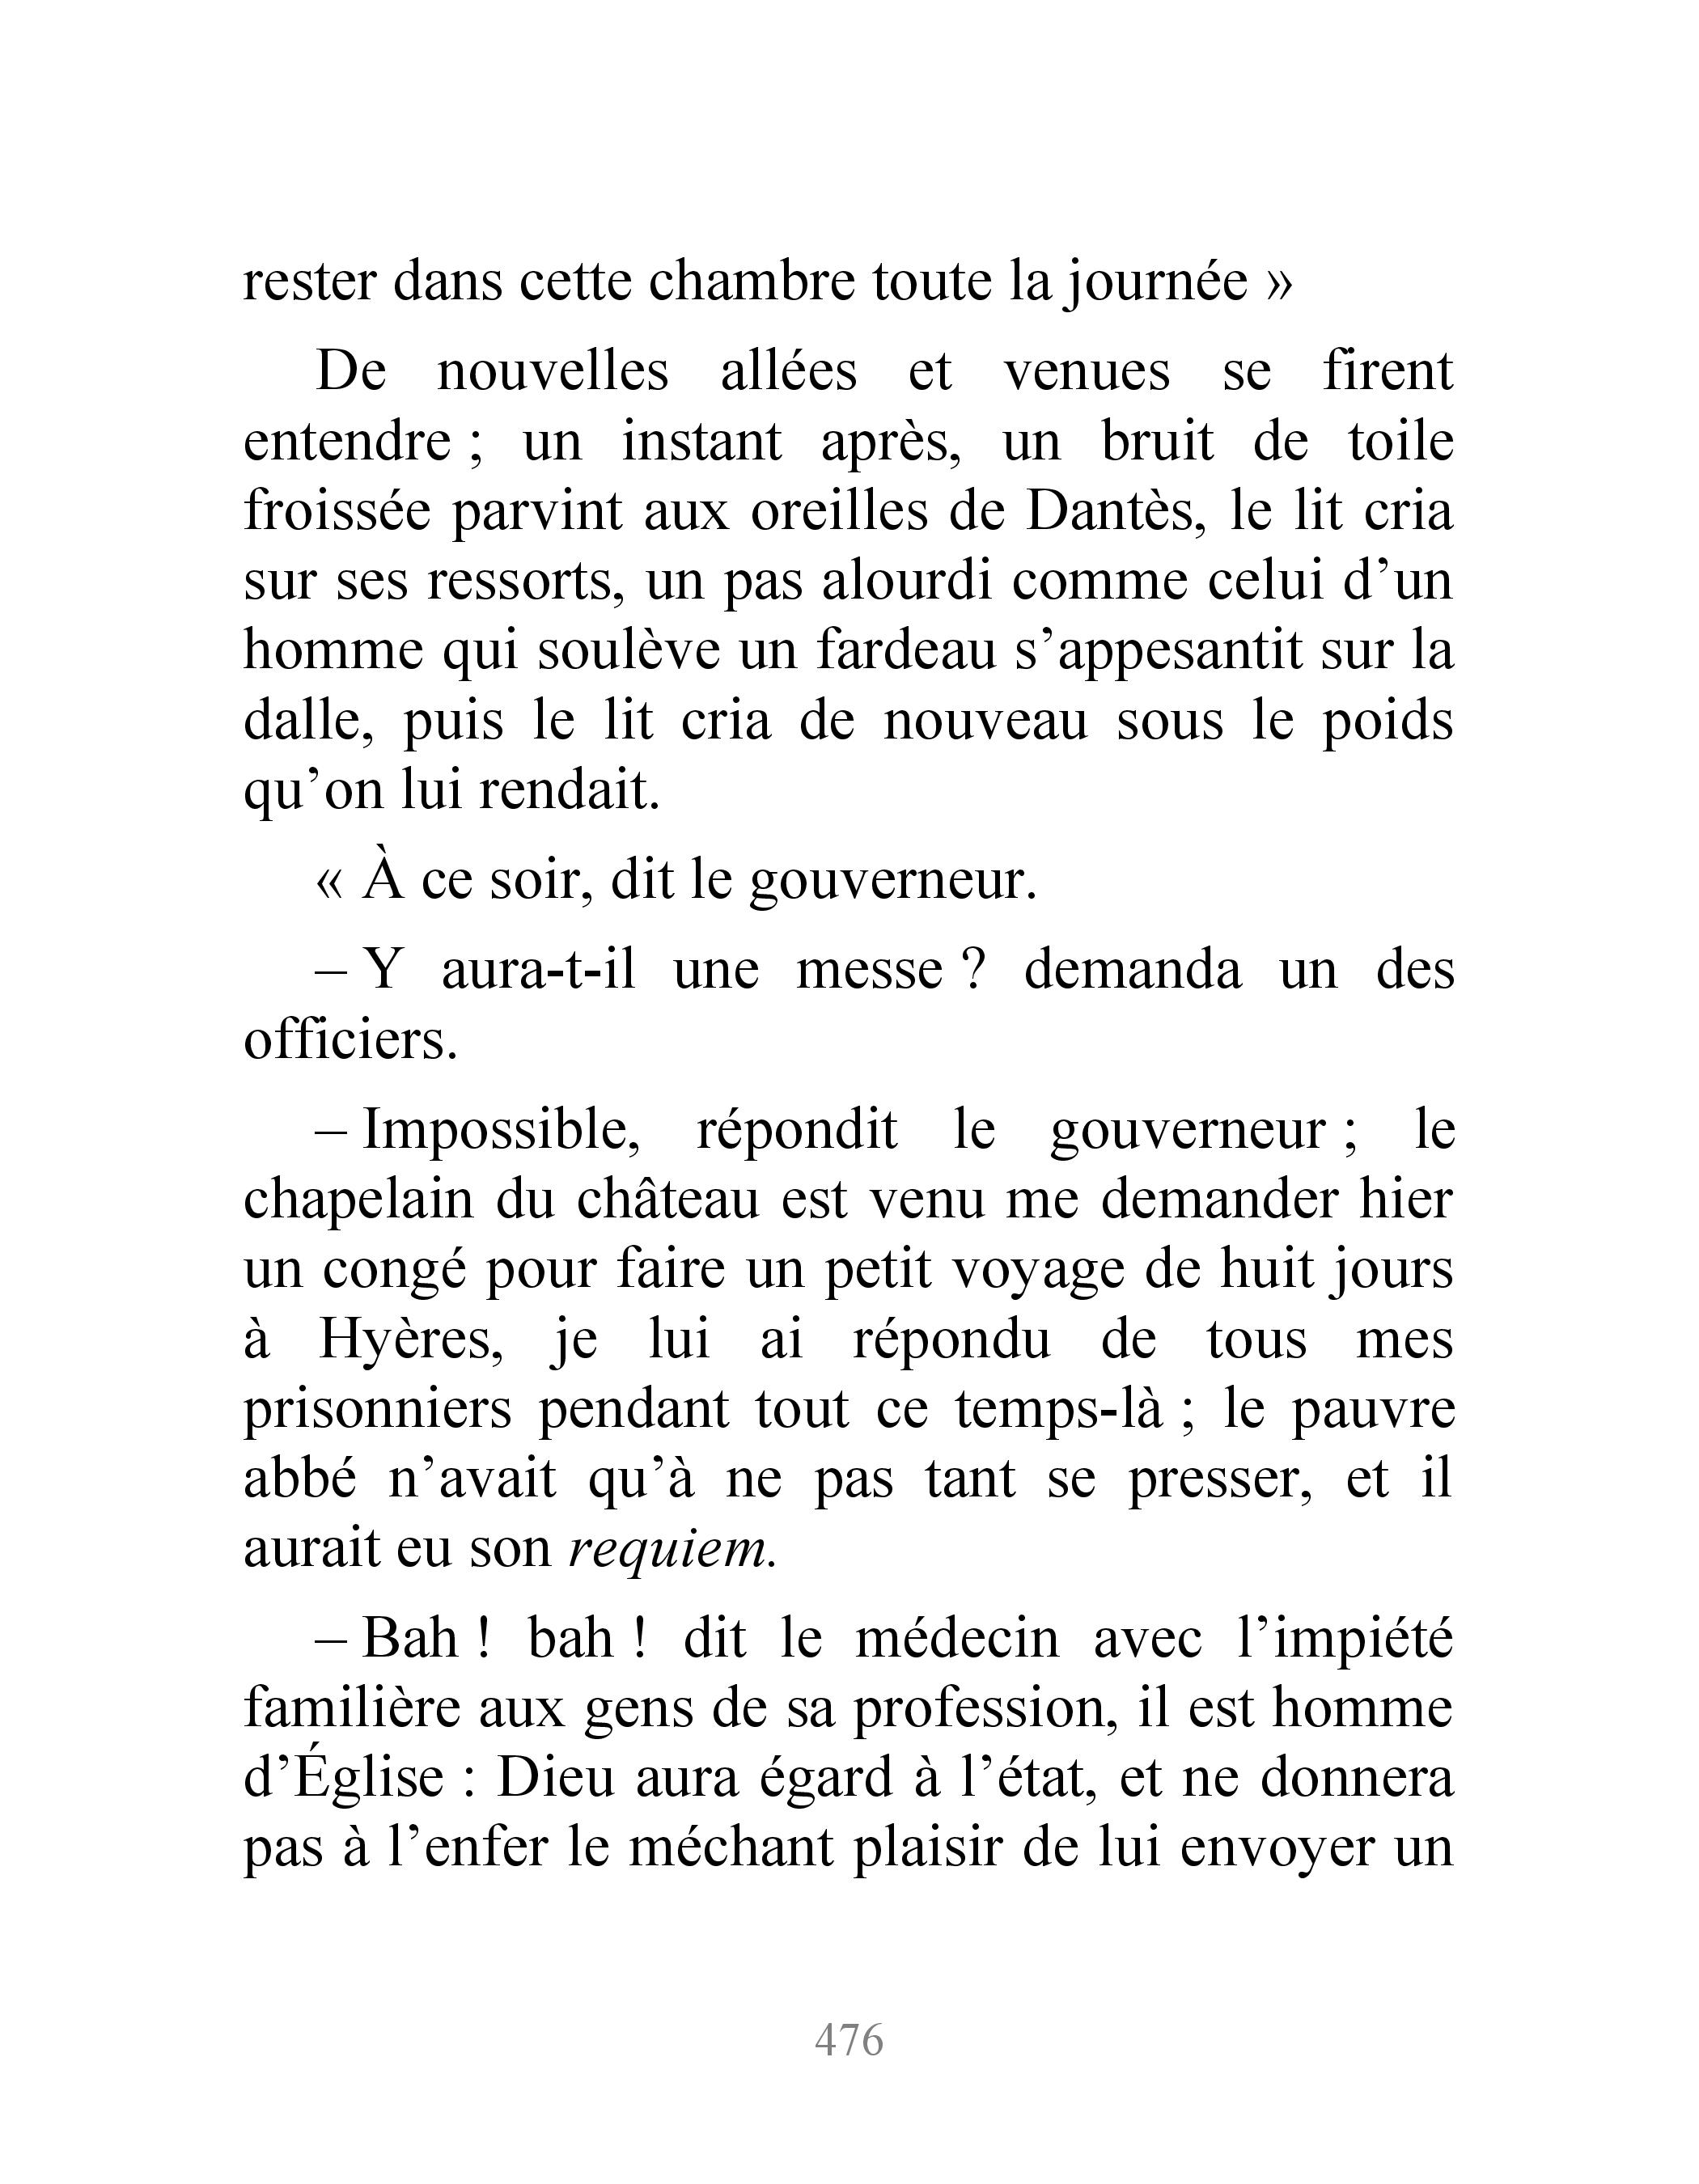 rester dans cette chambre toute la journée »
De nouvelles allées et venues se firent
entendre ; un instant après, un bruit de toile
froissée parvint aux oreilles de Dantès, le lit cria
sur ses ressorts, un pas alourdi comme celui d’un
homme qui soulève un fardeau s’appesantit sur la
dalle, puis le lit cria de nouveau sous le poids
qu’on lui rendait.
« À ce soir, dit le gouverneur.
– Y aura-t-il une messe ? demanda un des
officiers.
– Impossible, répondit le gouverneur ; le
chapelain du château est venu me demander hier
un congé pour faire un petit voyage de huit jours
à Hyères, je lui ai répondu de tous mes
prisonniers pendant tout ce temps-là ; le pauvre
abbé n’avait qu’à ne pas tant se presser, et il
aurait eu son requiem.
– Bah ! bah ! dit le médecin avec l’impiété
familière aux gens de sa profession, il est homme
d’Église : Dieu aura égard à l’état, et ne donnera
pas à l’enfer le méchant plaisir de lui envoyer un
476